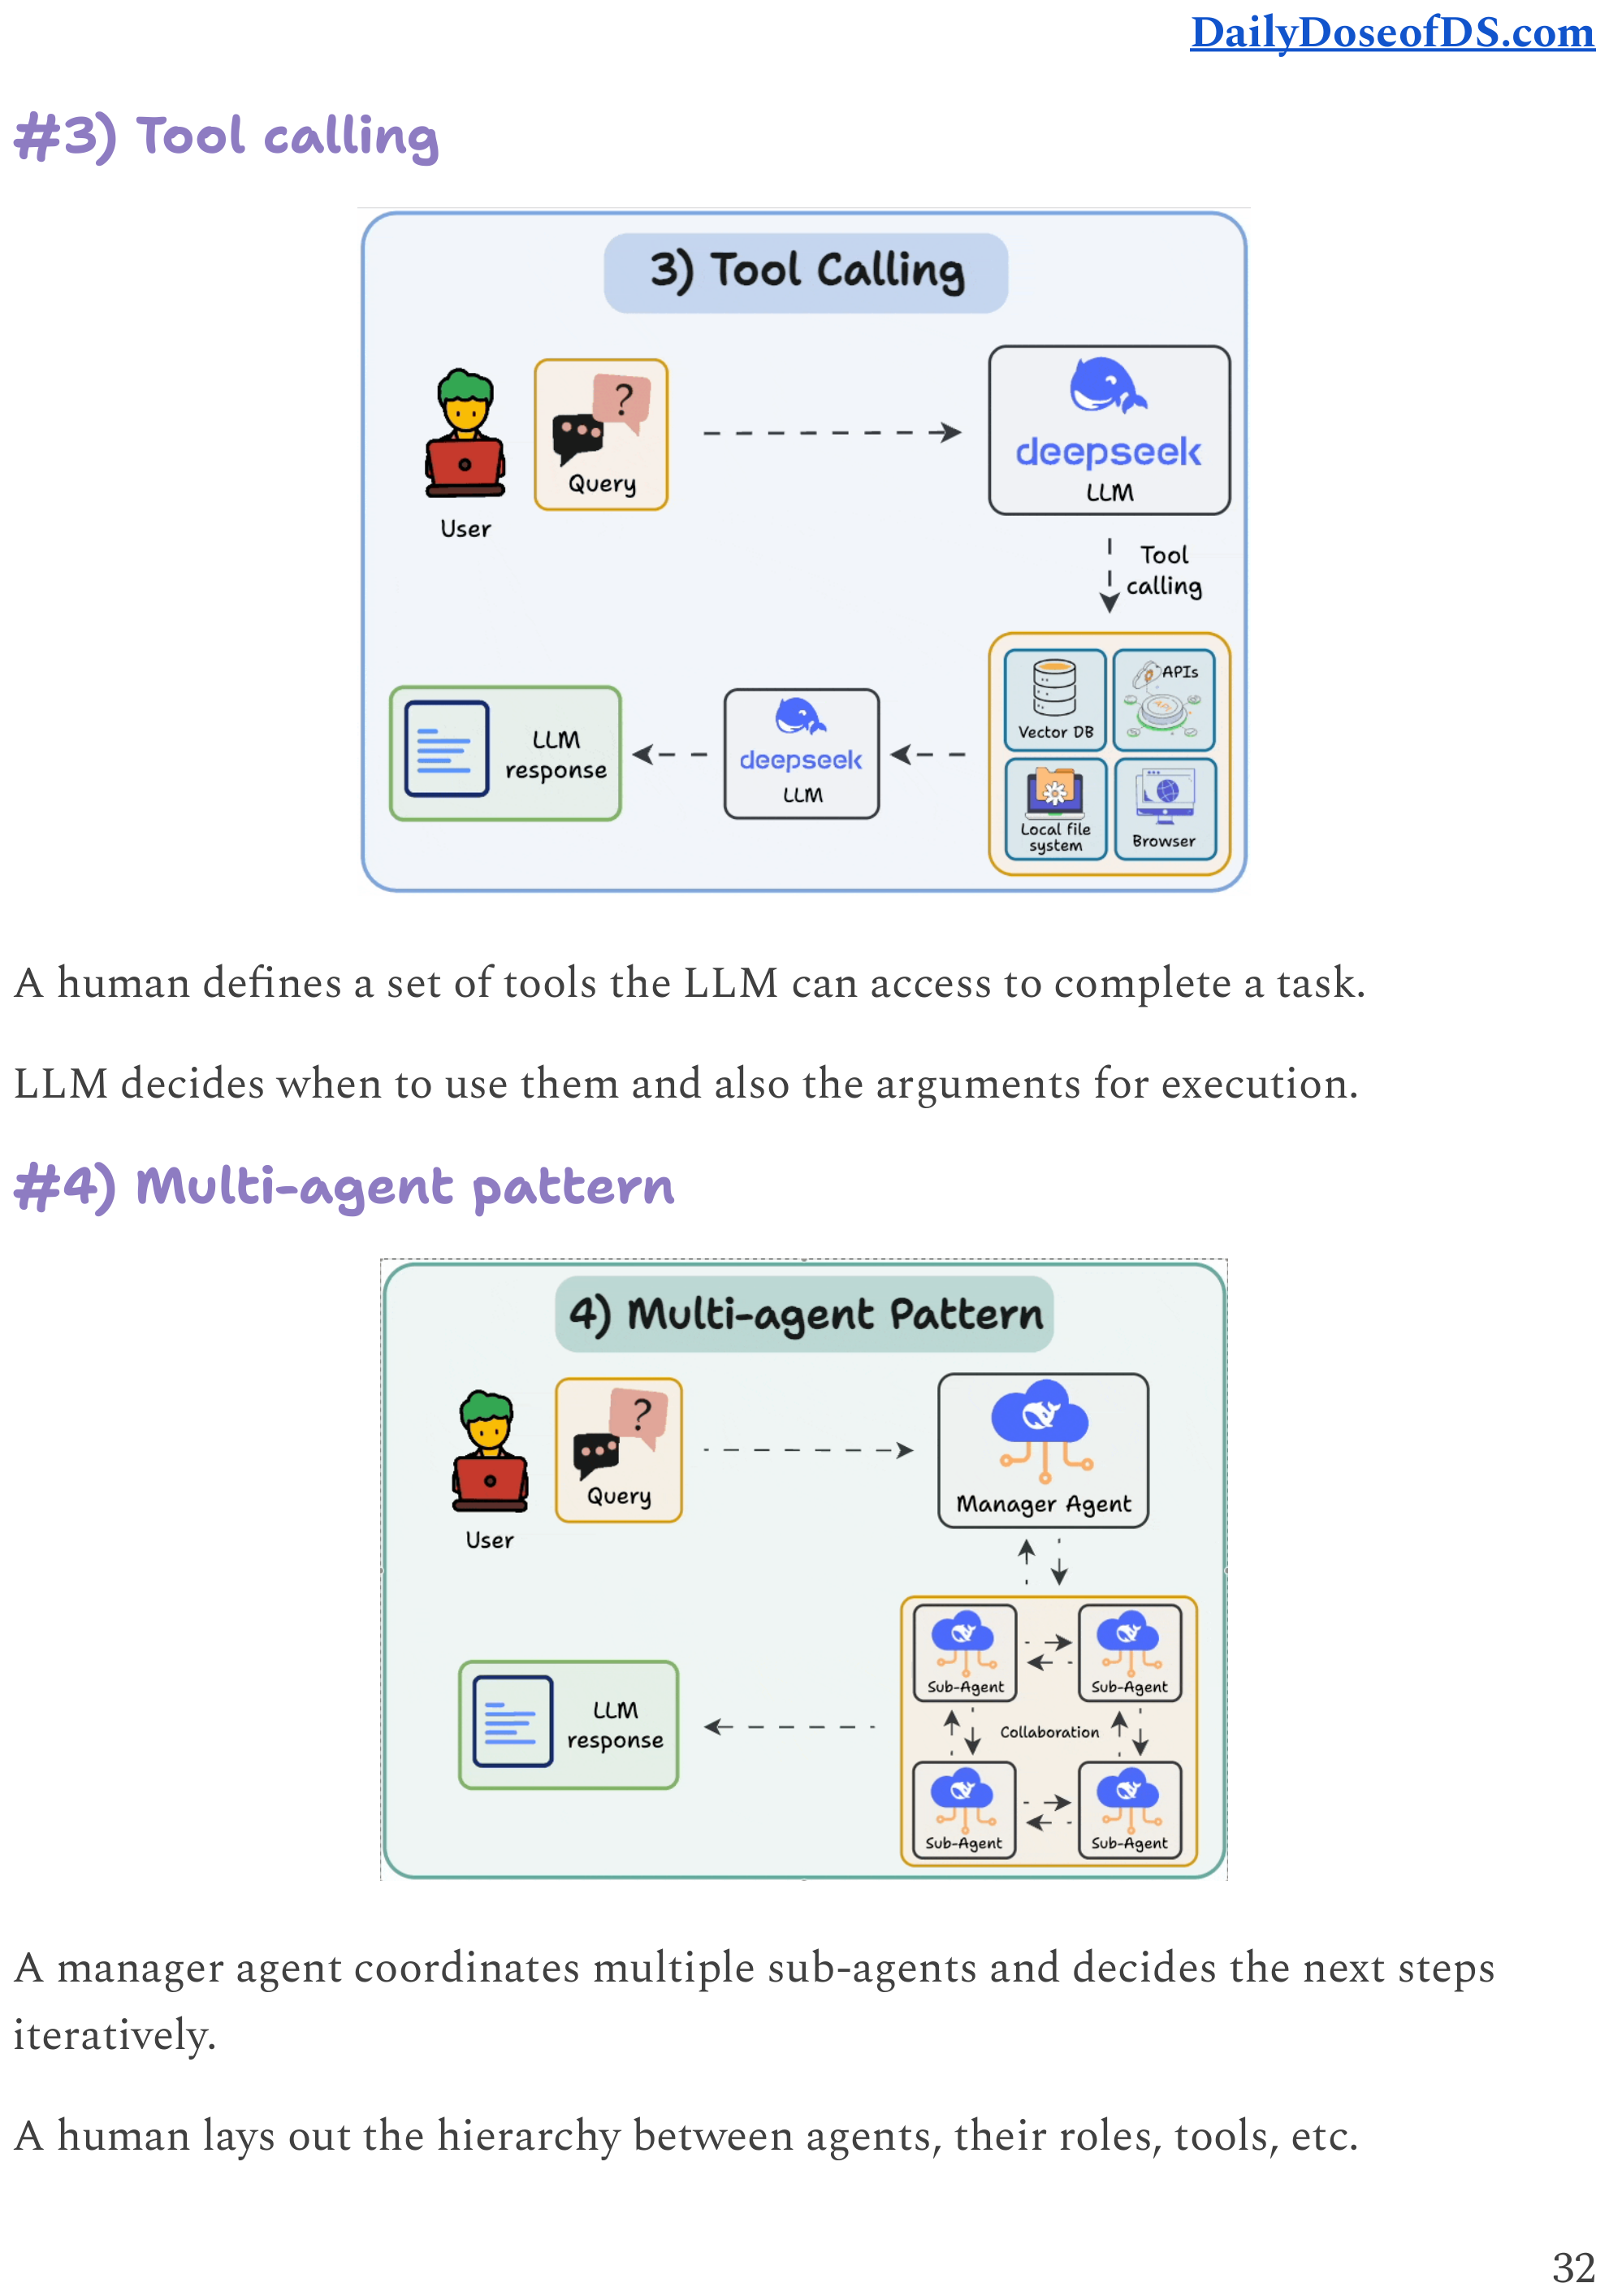 DailyDoseofDS.com
#3) Tool calling
3) Tool Calling
?
Query
User
deepseek
LLM
Tool
calling
Vector DB
APIs
API
Local file
system
Browser
deepseek
LLM
LLM
response
A human defines a set of tools the LLM can access to complete a task.
LLM decides when to use them and also the arguments for execution.
#4) Multi-agent pattern
4) Multi-agent Pattern
?
Query
User
Manager Agent
Sub-Agent
Sub-Agent
Collaboration
Sub-Agent
Sub-Agent
LLM
response
A manager agent coordinates multiple sub-agents and decides the next steps
iteratively.
A human lays out the hierarchy between agents, their roles, tools, etc.
32